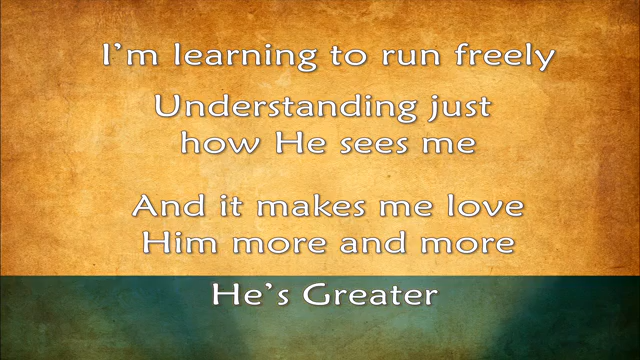 I'm learning to run freely
Understanding just
how He sees me
And it makes me love
Him more and more
He's Greater